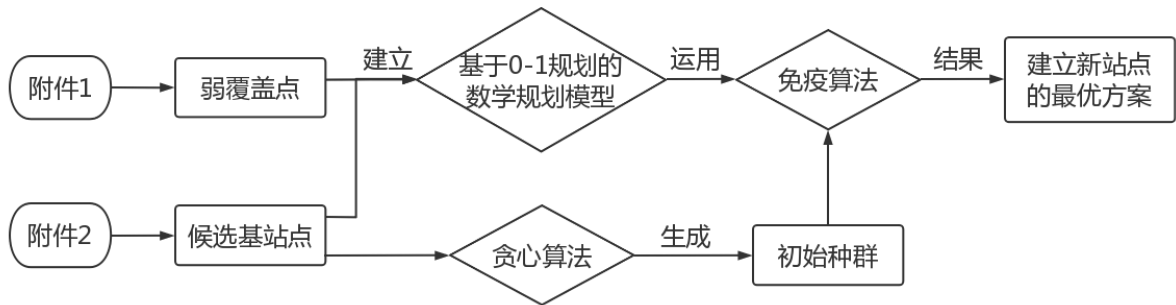 附件1
弱覆盖点
建立
基于0-1规划的
数学规划模型
运用
免疫算法
结果
建立新站点
的最优方案
附件2
候选基站点
贪心算法
生成
初始种群